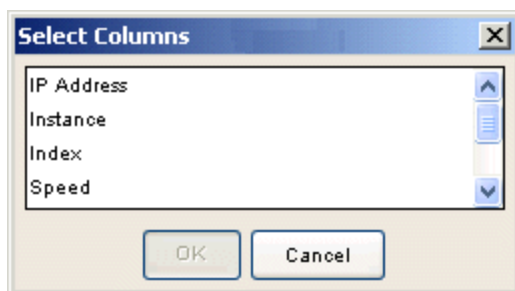 Select Columns
IP Address
Instance
Index
Speed
OK Cancel